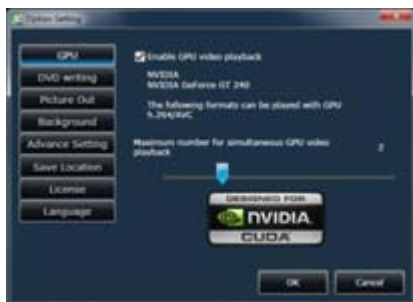 Option Setting
GPU
Enable GPU video playback
DVD writing
NVIDIA
NVIDIA GeForce GT 240
Picture Out
The following formats can be played with GPU
h.264/AVC
Background
Advance Setting
Maximum number for simultaneous GPU video
playback
2
Save Location
License
Language
DESIGNED FOR
NVIDIA.
CUDA
OK
Cancel